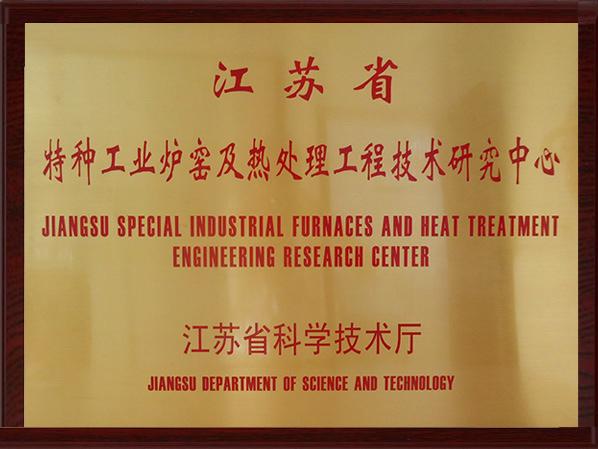 江苏省
特种工业炉窑及热处理工程技术研究中心
JIANGSU SPECIAL INDUSTRIAL FURNACES AND HEAT TREATMENT
ENGINEERING RESEARCH CENTER
江苏省科学技术厅
JIANGSU DEPARTMENT OF SCIENCE AND TECHNOLOGY